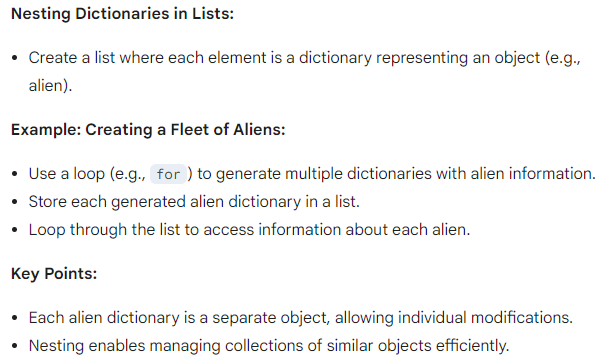 Nesting Dictionaries in Lists:
• Create a list where each element is a dictionary representing an object (e.g.,
alien).
Example: Creating a Fleet of Aliens:
• Use a loop (e.g., for ) to generate multiple dictionaries with alien information.
• Store each generated alien dictionary in a list.
• Loop through the list to access information about each alien.
Key Points:
• Each alien dictionary is a separate object, allowing individual modifications.
• Nesting enables managing collections of similar objects efficiently.